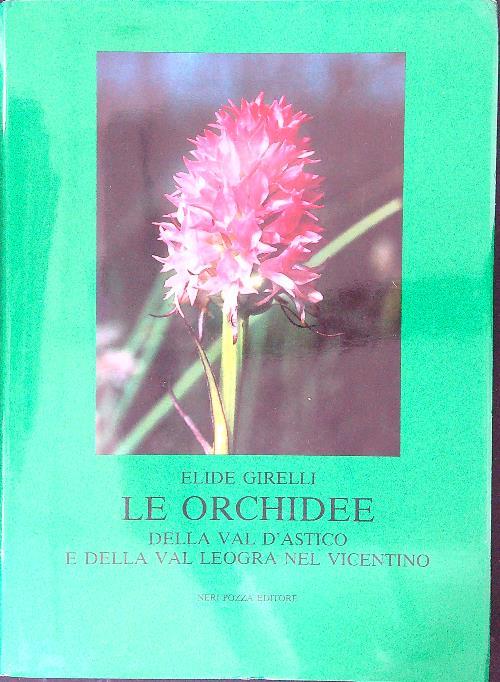 ELIDE GIRELLI
LE ORCHIDEE
DELLA VAL D'ASTICO
E DELLA VAL LEOGRA NEL VICENTINO
NERI POZZA EDITORE